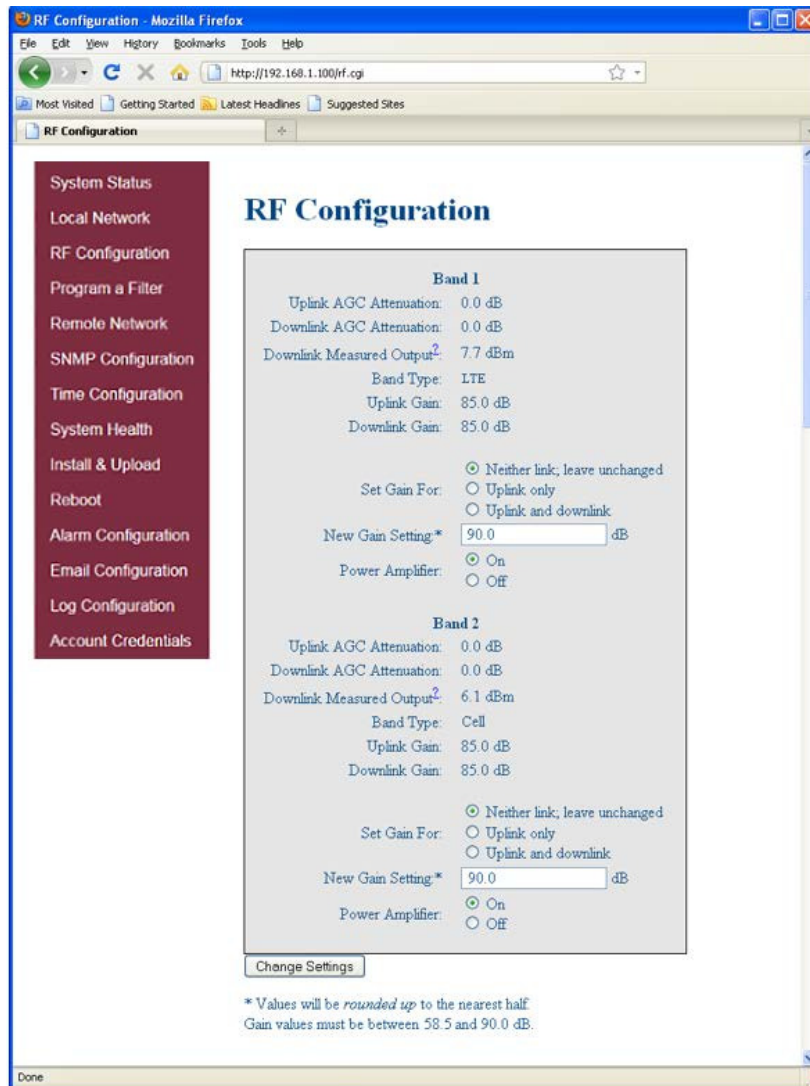 RF Configuration - Mozilla Firefox
File Edit View History Bookmarks Tools Help
http://192.168.1.100/rf.cgi
Most Visited Getting Started Latest Headlines Suggested Sites
RF Configuration
System Status
Local Network
RF Configuration
Program a Filter
Remote Network
SNMP Configuration
Time Configuration
System Health
Install & Upload
Reboot
Alarm Configuration
Email Configuration
Log Configuration
Account Credentials
RF Configuration
Band 1
Uplink AGC Attenuation: 0.0 dB
Downlink AGC Attenuation: 0.0 dB
Downlink Measured Output?: 7.7 dBm
Band Type: LTE
Uplink Gain: 85.0 dB
Downlink Gain: 85.0 dB
Set Gain For:
Neither link; leave unchanged
Uplink only
Uplink and downlink
New Gain Setting:* 90.0 dB
Power Amplifier:
On
Off
Band 2
Uplink AGC Attenuation: 0.0 dB
Downlink AGC Attenuation: 0.0 dB
Downlink Measured Output?: 6.1 dBm
Band Type: Cell
Uplink Gain: 85.0 dB
Downlink Gain: 85.0 dB
Set Gain For:
Neither link; leave unchanged
Uplink only
Uplink and downlink
New Gain Setting:* 90.0 dB
Power Amplifier:
On
Off
Change Settings
* Values will be rounded up to the nearest half.
Gain values must be between 58.5 and 90.0 dB.
Done